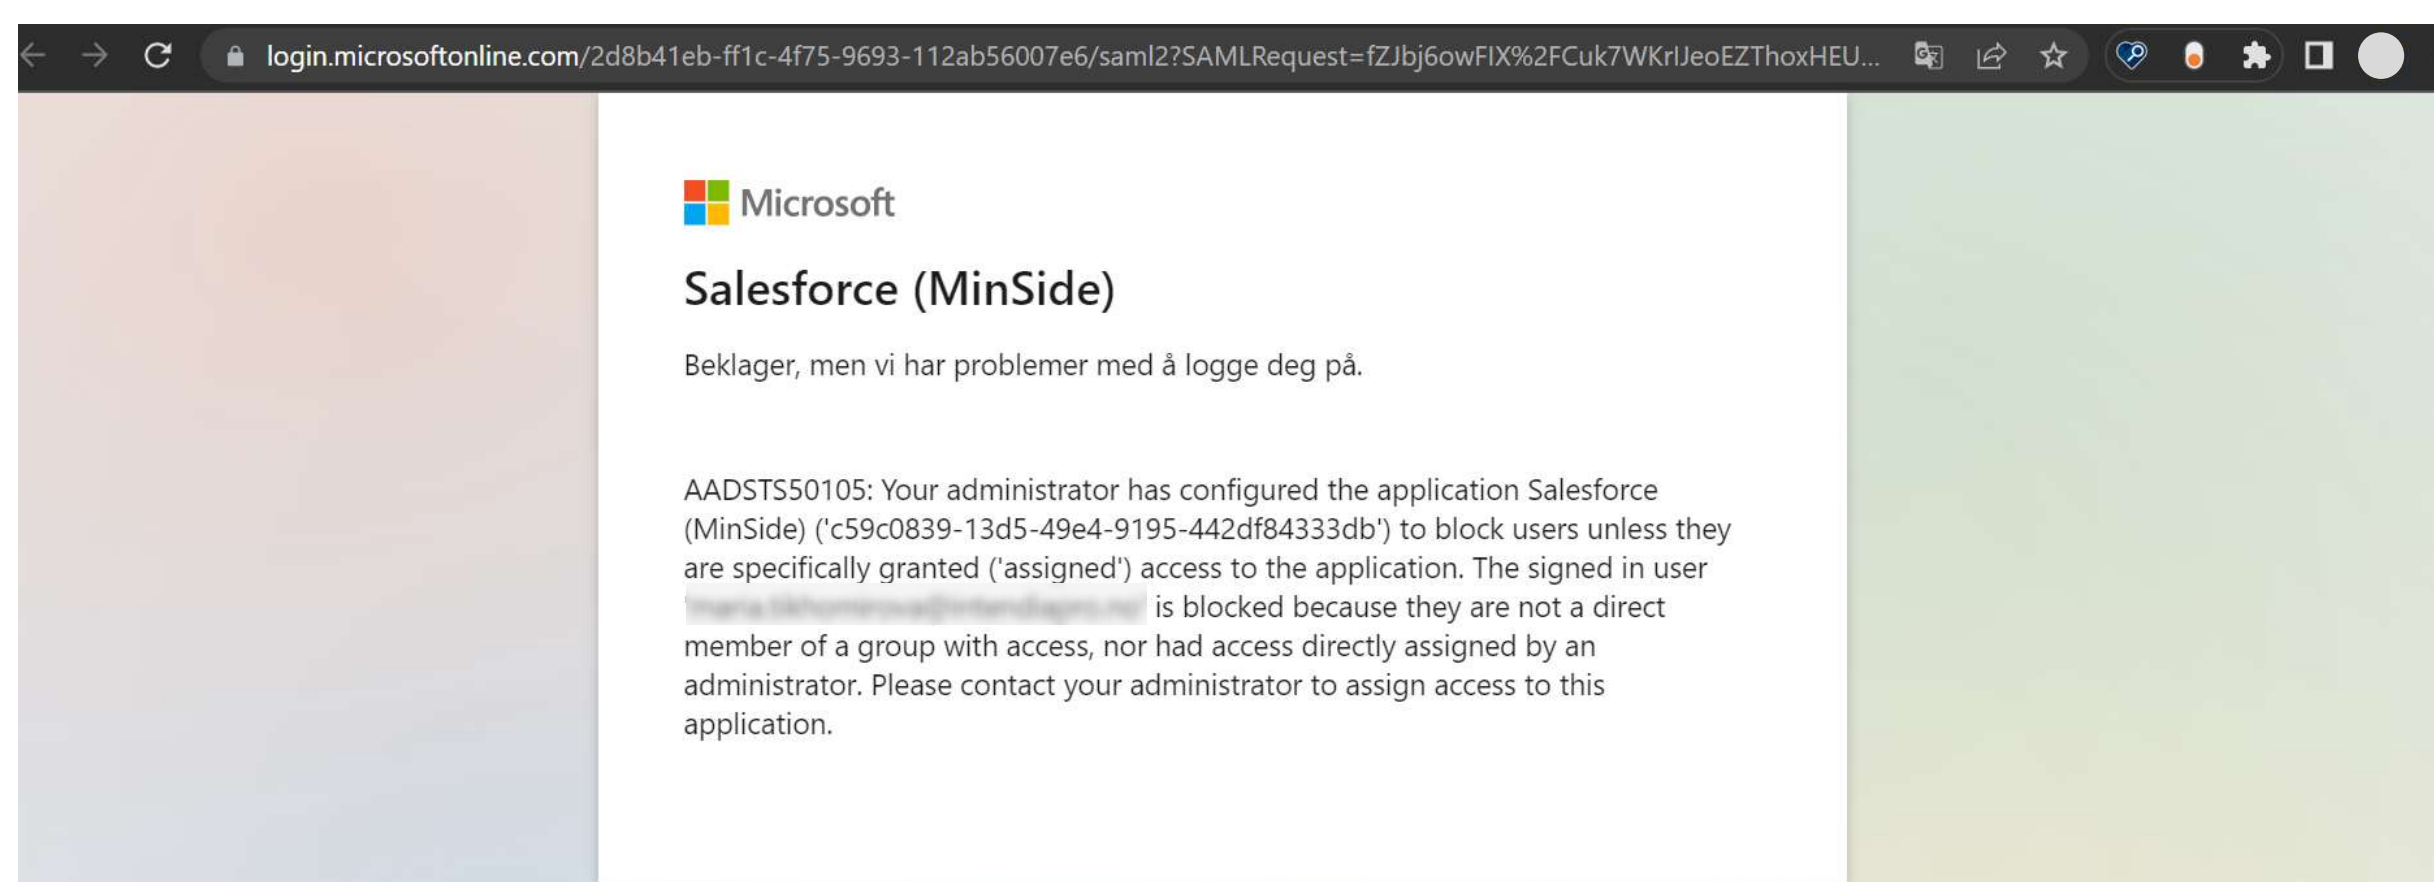 login.microsoftonline.com/2d8b41eb-ff1c-4f75-9693-112ab56007e6/saml2?SAMLRequest=fZJbj6owFIX%2FCuk7WKrIJeoEZThoxHEU...
Microsoft
Salesforce (MinSide)
Beklager, men vi har problemer med å logge deg på.
AADSTS50105: Your administrator has configured the application Salesforce
(MinSide) ('c59c0839-13d5-49e4-9195-442df84333db') to block users unless they
are specifically granted ('assigned') access to the application. The signed in user
is blocked because they are not a direct
member of a group with access, nor had access directly assigned by an
administrator. Please contact your administrator to assign access to this
application.